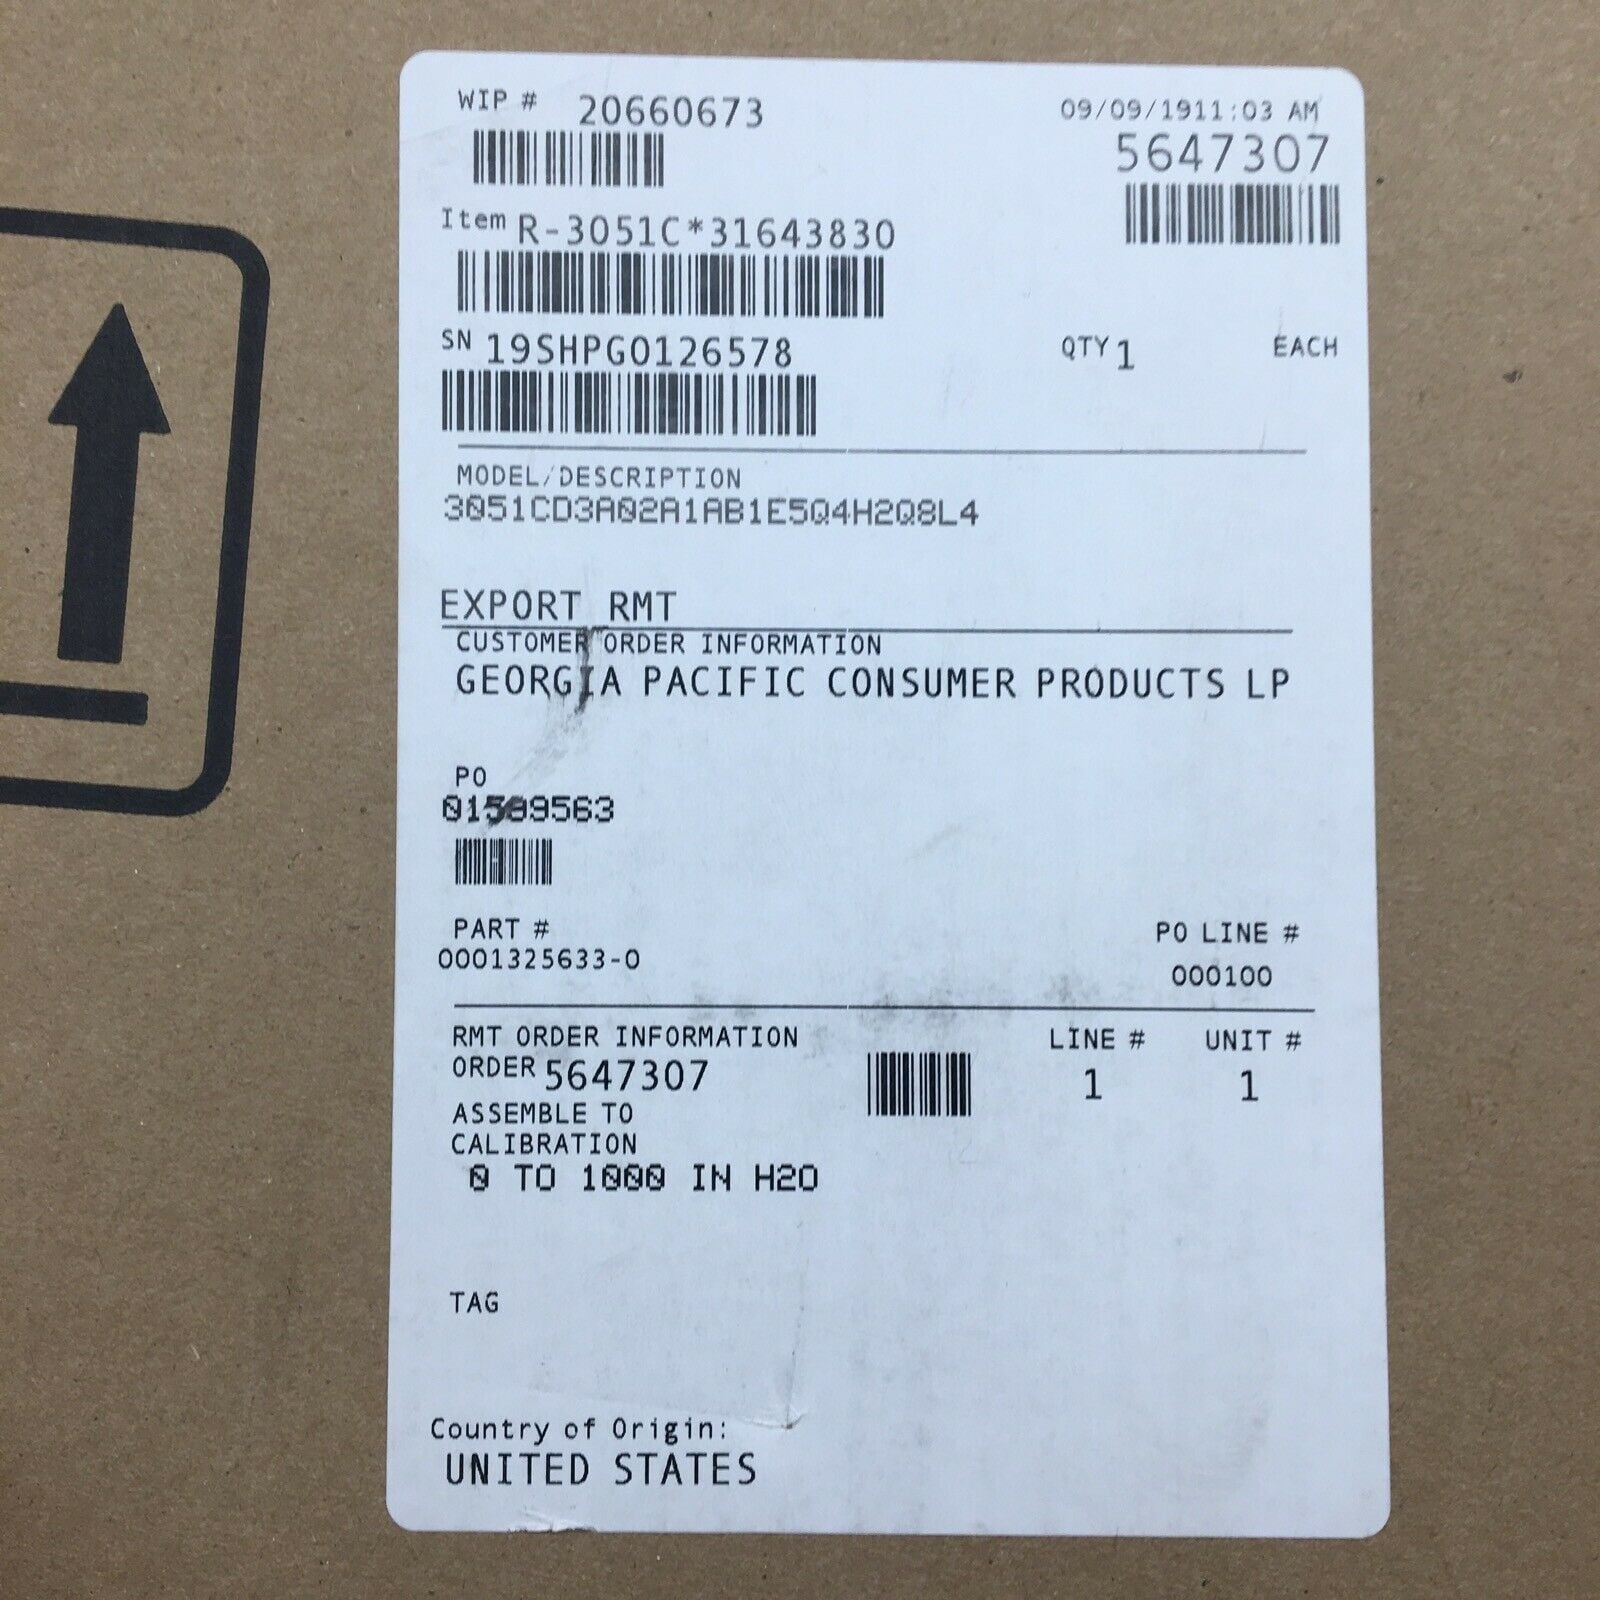 WIP # 20660673
09/09/1911:03 AM
5647307
Item R-3051C*31643830
SN 19SHPG0126578
QTY 1 EACH
MODEL/DESCRIPTION
3051CD3A02A1AB1E5Q4H2Q8L4
EXPORT RMT
CUSTOMER ORDER INFORMATION
GEORGIA PACIFIC CONSUMER PRODUCTS LP
PO
PART #
0001325633-0
PO LINE #
000100
RMT ORDER INFORMATION
ORDER 5647307
LINE # UNIT #
1 1
ASSEMBLE TO
CALIBRATION
0 TO 1000 IN H2O
TAG
Country of Origin:
UNITED STATES